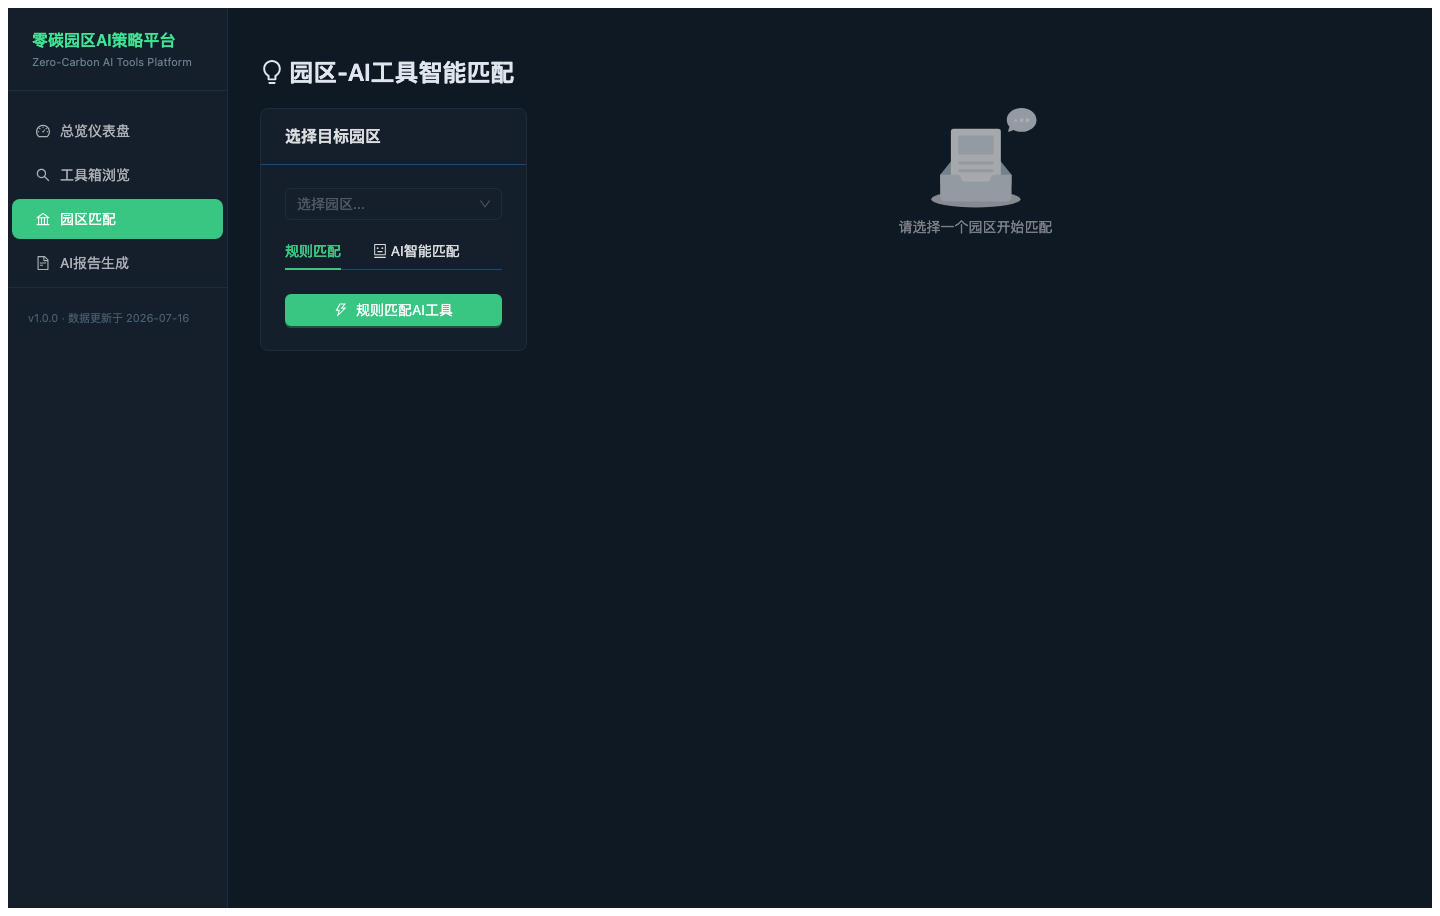 零碳园区AI策略平台
Zero-Carbon AI Tools Platform
总览仪表盘
工具箱浏览
园区匹配
AI报告生成
v1.0.0 · 数据更新于 2026-07-16
园区-AI工具智能匹配
选择目标园区
选择园区...
规则匹配
AI智能匹配
规则匹配AI工具
请选择一个园区开始匹配